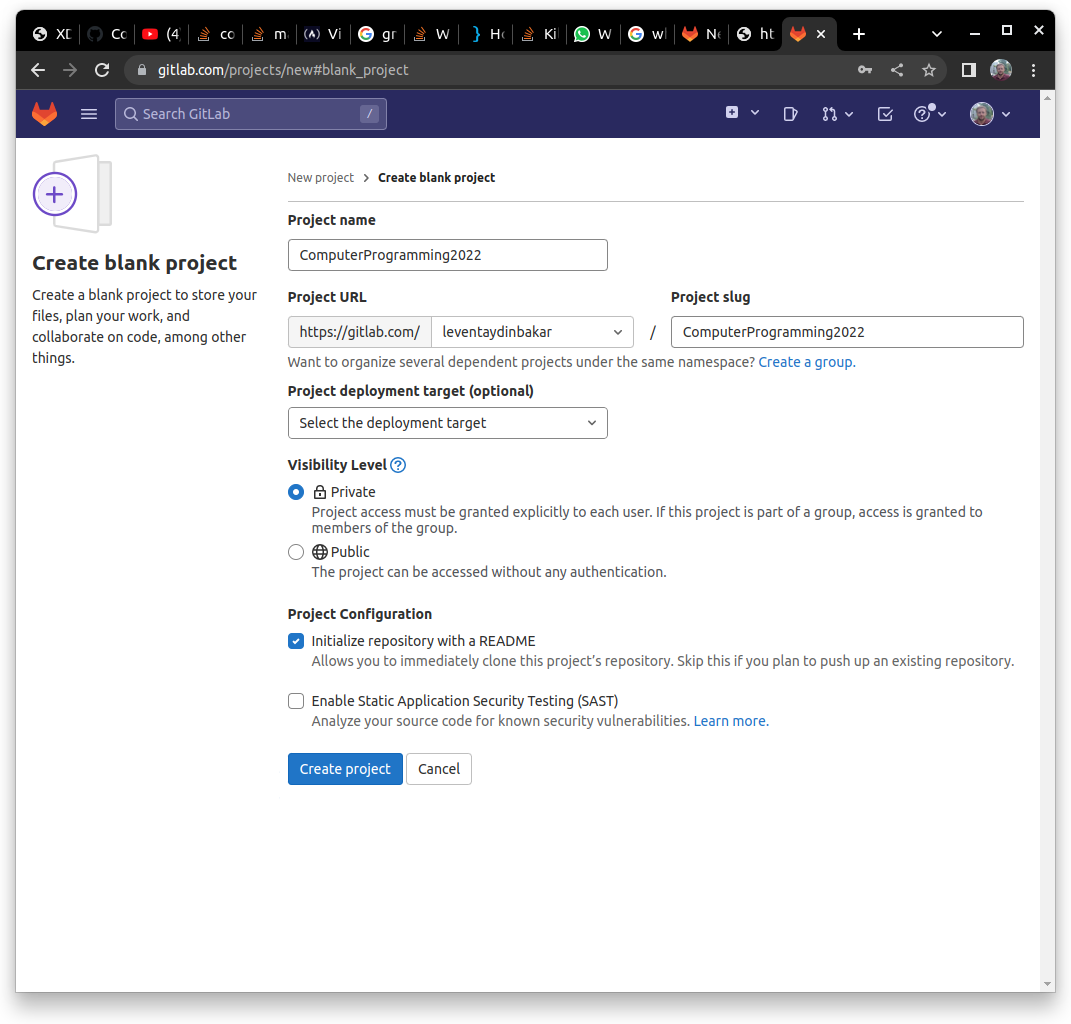 XD Co (4 co m Vi gr W Ho Kil W wl Ne ht
gitlab.com/projects/new#blank_project
Search GitLab /
New project > Create blank project
Project name
ComputerProgramming2022
Create blank project
Create a blank project to store your
files, plan your work, and
collaborate on code, among other
things.
Project URL Project slug
https://gitlab.com/ leventaydinbakar / ComputerProgramming2022
Want to organize several dependent projects under the same namespace? Create a group.
Project deployment target (optional)
Select the deployment target
Visibility Level ?
Private
Project access must be granted explicitly to each user. If this project is part of a group, access is granted to
members of the group.
Public
The project can be accessed without any authentication.
Project Configuration
Initialize repository with a README
Allows you to immediately clone this project’s repository. Skip this if you plan to push up an existing repository.
Enable Static Application Security Testing (SAST)
Analyze your source code for known security vulnerabilities. Learn more.
Create project Cancel